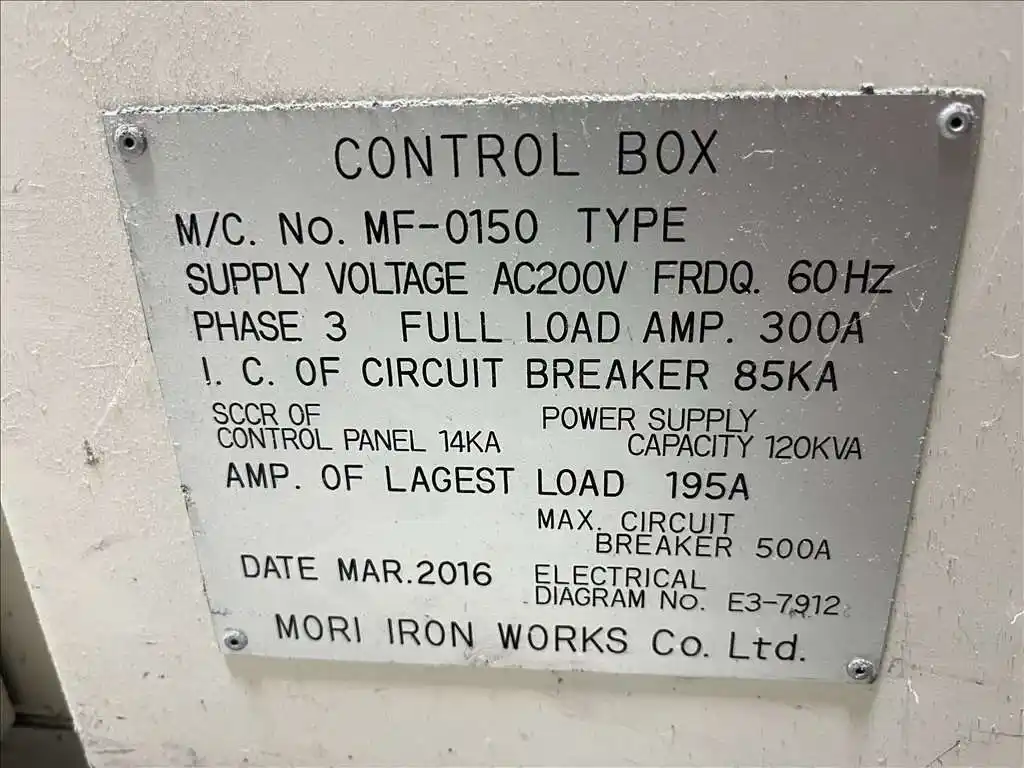 CONTROL BOX
M/C. No. MF-0150 TYPE
SUPPLY VOLTAGE AC200V FRDQ. 60Hz
PHASE 3 FULL LOAD AMP. 300A
I. C. OF CIRCUIT BREAKER 85KA
SCCR OF
CONTROL PANEL 14KA
POWER SUPPLY
CAPACITY 120KVA
AMP. OF LAGEST LOAD 195A
MAX. CIRCUIT
BREAKER 500A
DATE MAR.2016
ELECTRICAL
DIAGRAM No. E3-7912
MORI IRON WORKS Co. Ltd.